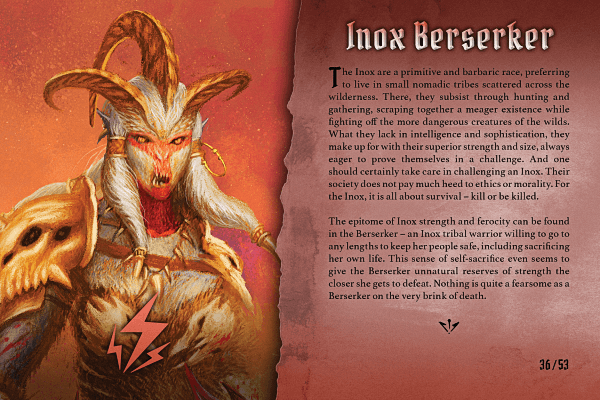 Inox Berserker
The Inox are a primitive and barbaric race, preferring
to live in small nomadic tribes scattered across the
wilderness. There, they subsist through hunting and
gathering, scraping together a meager existence while
fighting off the more dangerous creatures of the wilds.
What they lack in intelligence and sophistication, they
make up for with their superior strength and size, always
eager to prove themselves in a challenge. And one
should certainly take care in challenging an Inox. Their
society does not pay much heed to ethics or morality. For
the Inox, it is all about survival – kill or be killed.
The epitome of Inox strength and ferocity can be found
in the Berserker – an Inox tribal warrior willing to go to
any lengths to keep her people safe, including sacrificing
her own life. This sense of self-sacrifice even seems to
give the Berserker unnatural reserves of strength the
closer she gets to defeat. Nothing is quite a fearsome as a
Berserker on the very brink of death.
36/53